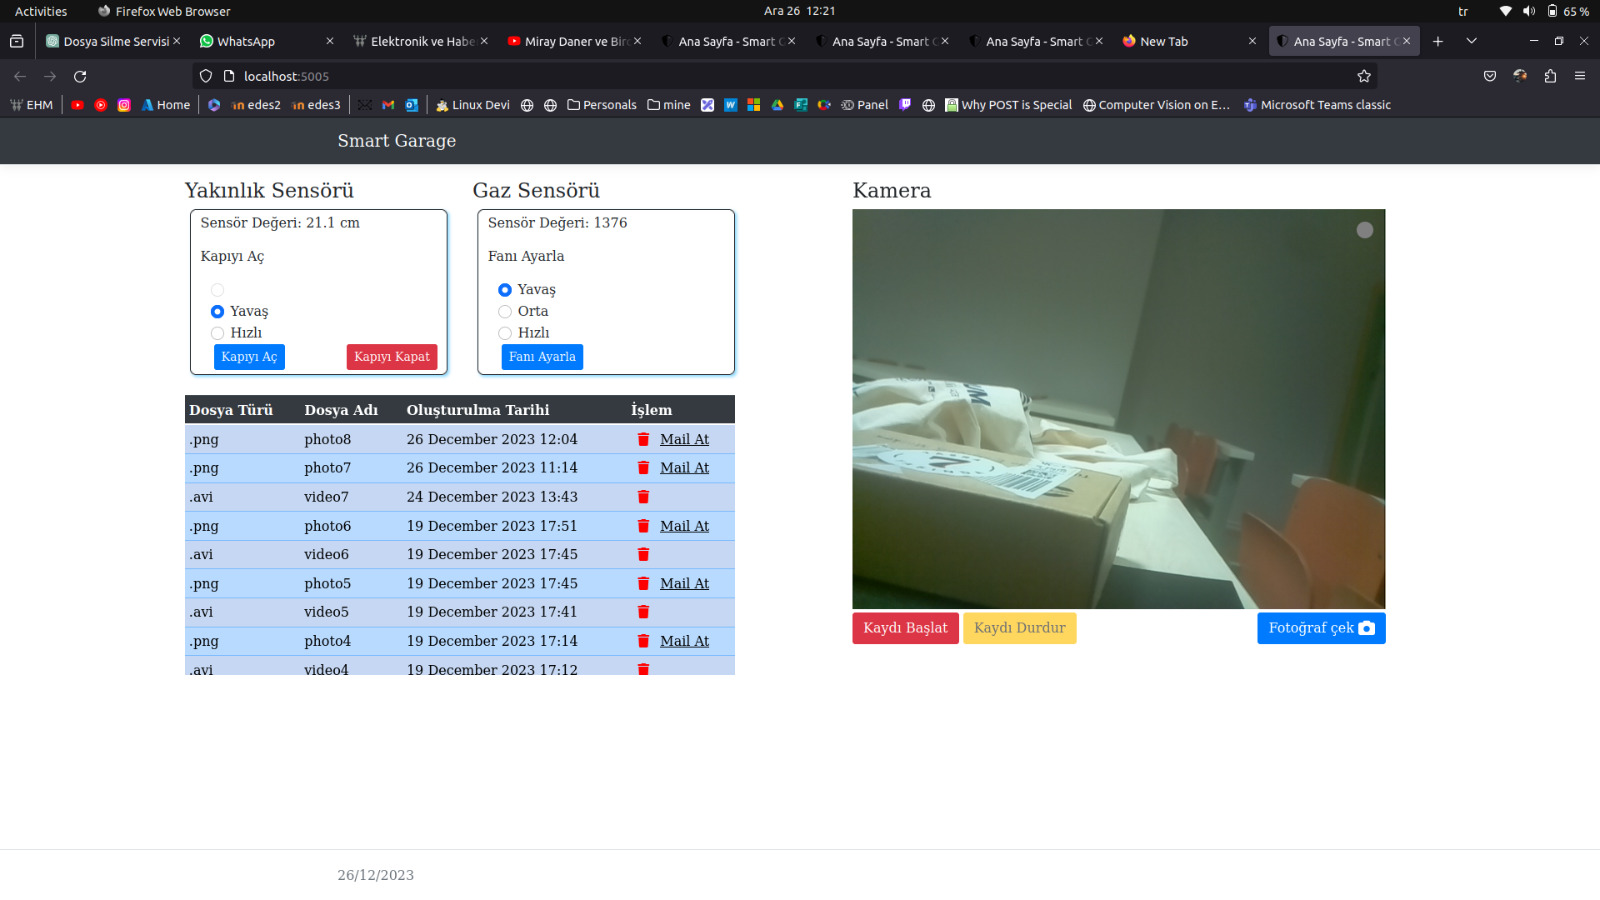 Activities Firefox Web Browser Ara 26 12:21 tr 65 %
Dosya Silme Servisi WhatsApp Elektronik ve Habe Miray Daner ve Birc Ana Sayfa - Smart G Ana Sayfa - Smart G Ana Sayfa - Smart G New Tab Ana Sayfa - Smart G
localhost:5005
EHM Home edes2 edes3 Linux Devi Personals mine Panel Why POST is Special Computer Vision on E... Microsoft Teams classic
Smart Garage
Yakınlık Sensörü Gaz Sensörü Kamera
Sensör Değeri: 21.1 cm Sensör Değeri: 1376
Kapıyı Aç Fanı Ayarla
Yavaş
Yavaş Orta
Hızlı Hızlı
Kapıyı Aç Kapıyı Kapat Fanı Ayarla
Dosya Türü Dosya Adı Oluşturulma Tarihi İşlem
.png photo8 26 December 2023 12:04 Mail At
.png photo7 26 December 2023 11:14 Mail At
.avi video7 24 December 2023 13:43
.png photo6 19 December 2023 17:51 Mail At
.avi video6 19 December 2023 17:45
.png photo5 19 December 2023 17:45 Mail At
.avi video5 19 December 2023 17:41
.png photo4 19 December 2023 17:14 Mail At
.avi video4 19 December 2023 17:12
Kaydı Başlat Kaydı Durdur Fotoğraf çek
26/12/2023